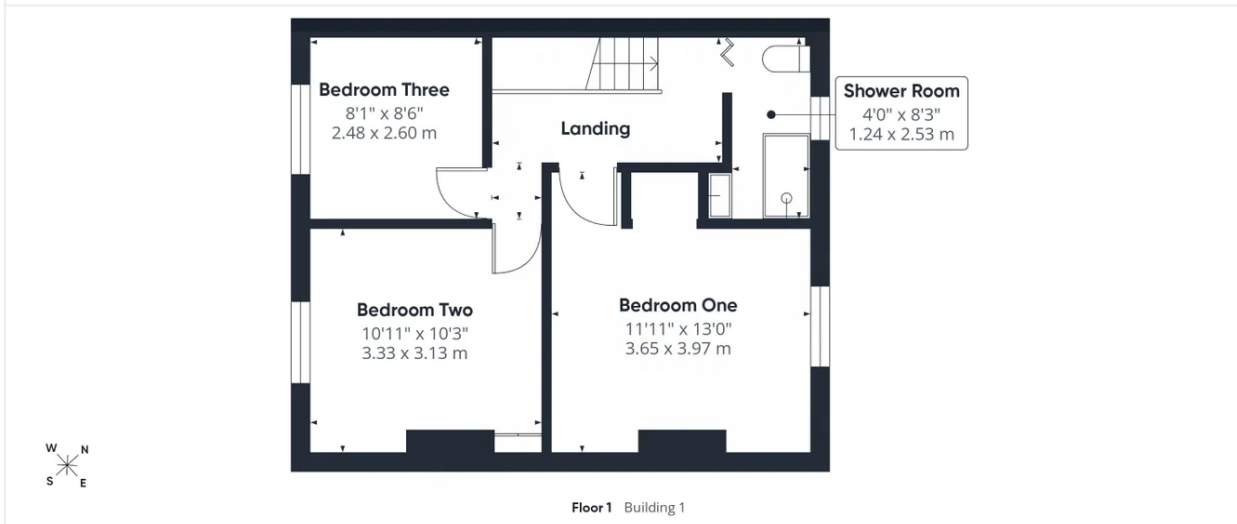 Bedroom Three
8'1" x 8'6"
2.48 x 2.60 m
Landing
Shower Room
4'0" x 8'3"
1.24 x 2.53 m
Bedroom Two
10'11" x 10'3"
3.33 x 3.13 m
Bedroom One
11'11" x 13'0"
3.65 x 3.97 m
W N
S E
Floor 1 Building 1